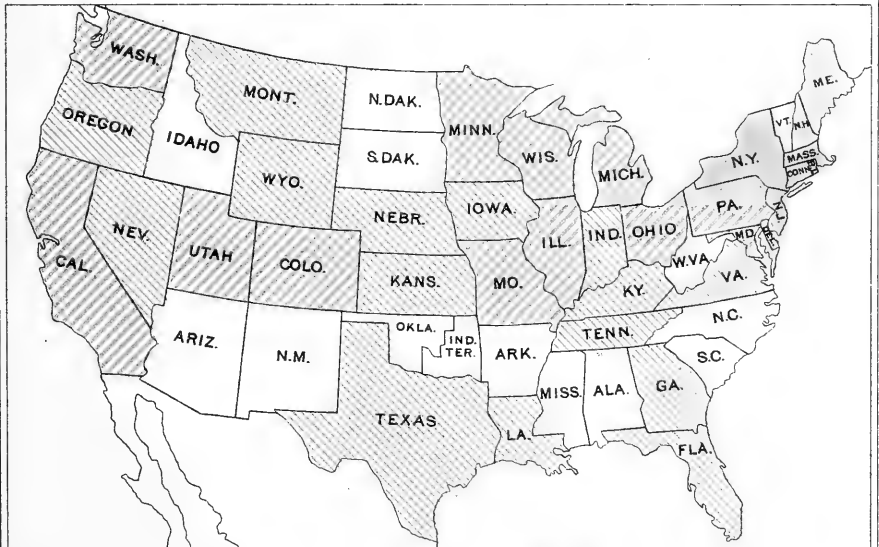 WASH.
MONT.
N.DAK.
MINN.
ME.
OREGON
IDAHO
S.DAK.
WIS.
MICH.
VT.
N.H.
N.Y.
MASS.
CONN.
R.I.
WYO.
NEBR.
IOWA.
PA.
N.J.
NEV.
UTAH
COLO.
KANS.
MO.
ILL.
IND.
OHIO
MD.
DEL.
W.VA.
VA.
KY.
CAL.
ARIZ.
N.M.
OKLA.
IND.
TER.
ARK.
TENN.
N.C.
S.C.
MISS.
ALA.
GA.
TEXAS
LA.
FLA.